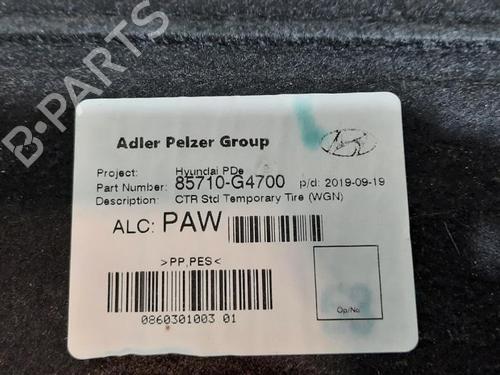 Adler Pelzer Group
Project: Hyundai PDe
Part Number: 85710-G4700 p/d: 2019-09-19
Description: CTR Std Temporary Tire (WGN)
ALC: PAW
>PP,PES<
0860301003 01
Op/No
B-PARTS